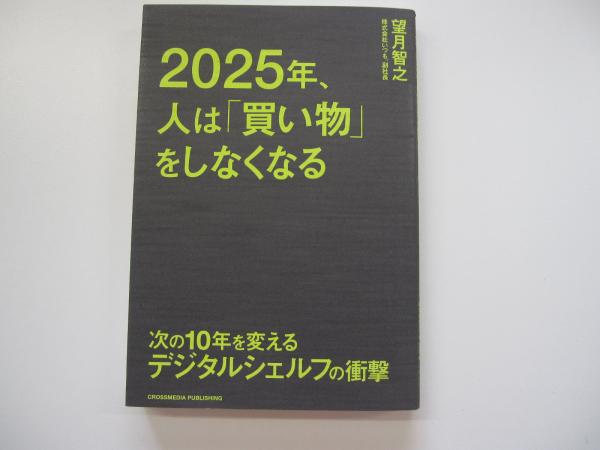 2025年、
人は「買い物」
をしなくなる
望月智之
株式会社いつも.副社長
次の10年を変える
デジタルシェルフの衝撃
CROSSMEDIA PUBLISHING